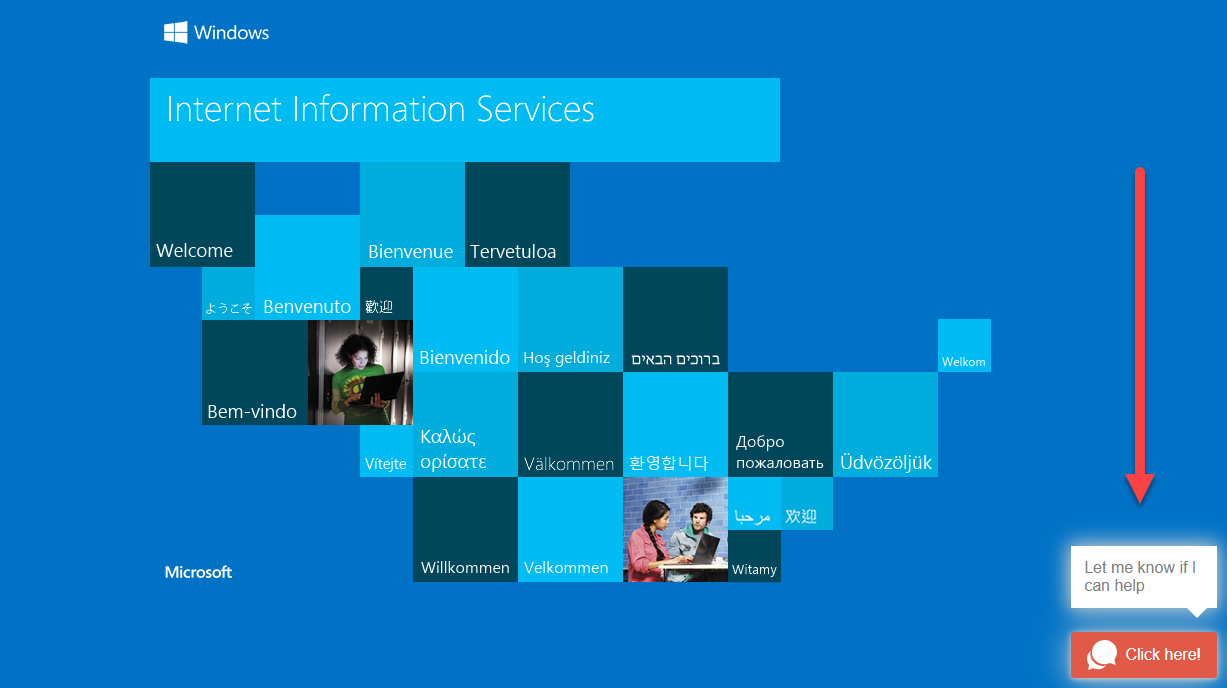 Windows
Internet Information Services
Welcome
Bienvenue
Tervetuloa
ようこそ
Benvenuto
歡迎
Bienvenido
Hoş geldiniz
ברוכים הבאים
Welkom
Bem-vindo
Vítejte
Καλώς
ορίσατε
Välkommen
환영합니다
Добро
пожаловать
Üdvözöljük
مرحبا
欢迎
Willkommen
Velkommen
Witamy
Microsoft
Let me know if I
can help
Click here!